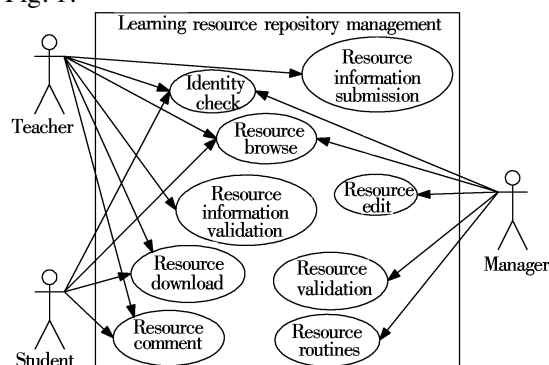 Fig. 1.
Learning resource repository management
Resource
information
submission
Identity
check
Teacher
Resource
browse
Resource
information
validation
Resource
edit
Manager
Resource
download
Resource
validation
Resource
comment
Resource
routines
Student